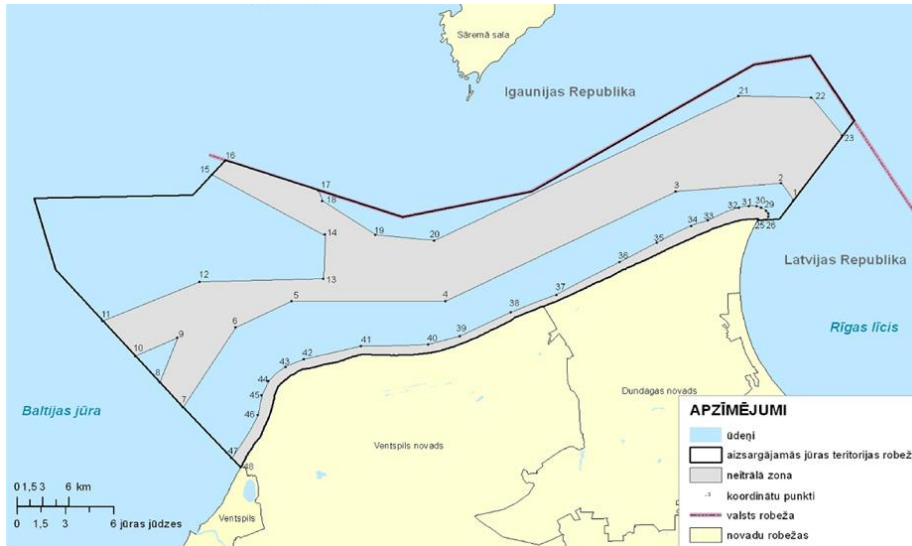 Sāremā sala
Igaunijas Republika
21
22
23
16
15
17
18
2
3
1
14
19
20
32
31
30
29
34
33
25
26
35
36
Latvijas Republika
12
13
37
5
4
Rīgas līcis
11
6
38
9
39
10
41
40
43
42
8
44
45
7
46
Baltijas jūra
Dundagas novads
Ventspils novads
47
48
Ventspils
0 1,5 3 6 km
0 1,5 3 6 jūras jūdzes
APZĪMĒJUMI
ūdeņi
aizsargājamās jūras teritorijas robež
neitrālā zona
koordinātu punkti
valsts robeža
novadu robežas